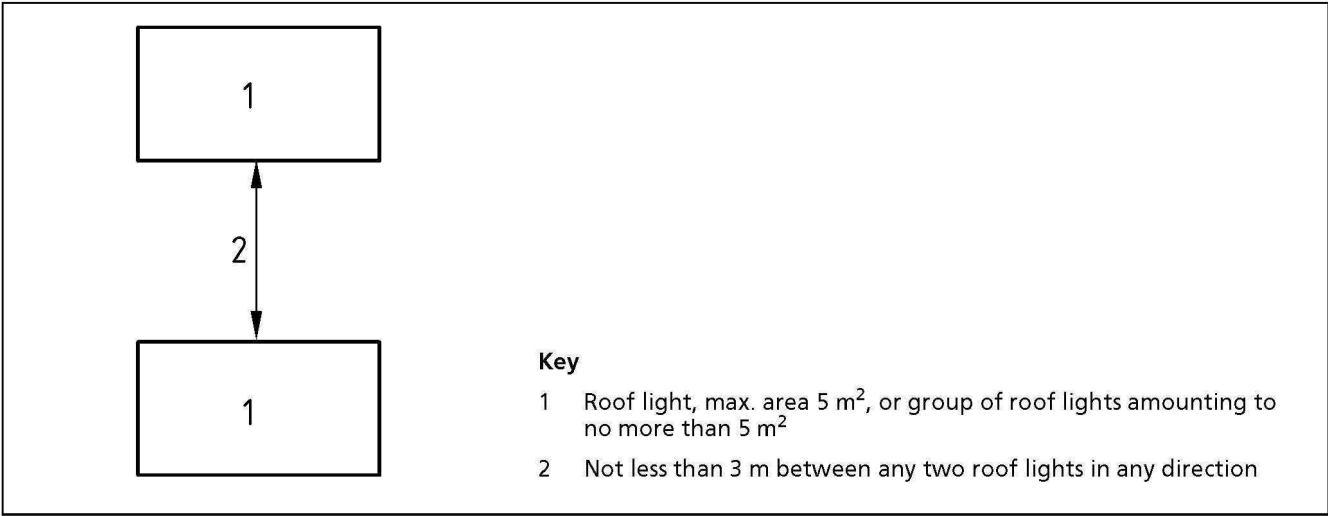 1
2
1
Key
1 Roof light, max. area 5 m², or group of roof lights amounting to
no more than 5 m²
2 Not less than 3 m between any two roof lights in any direction